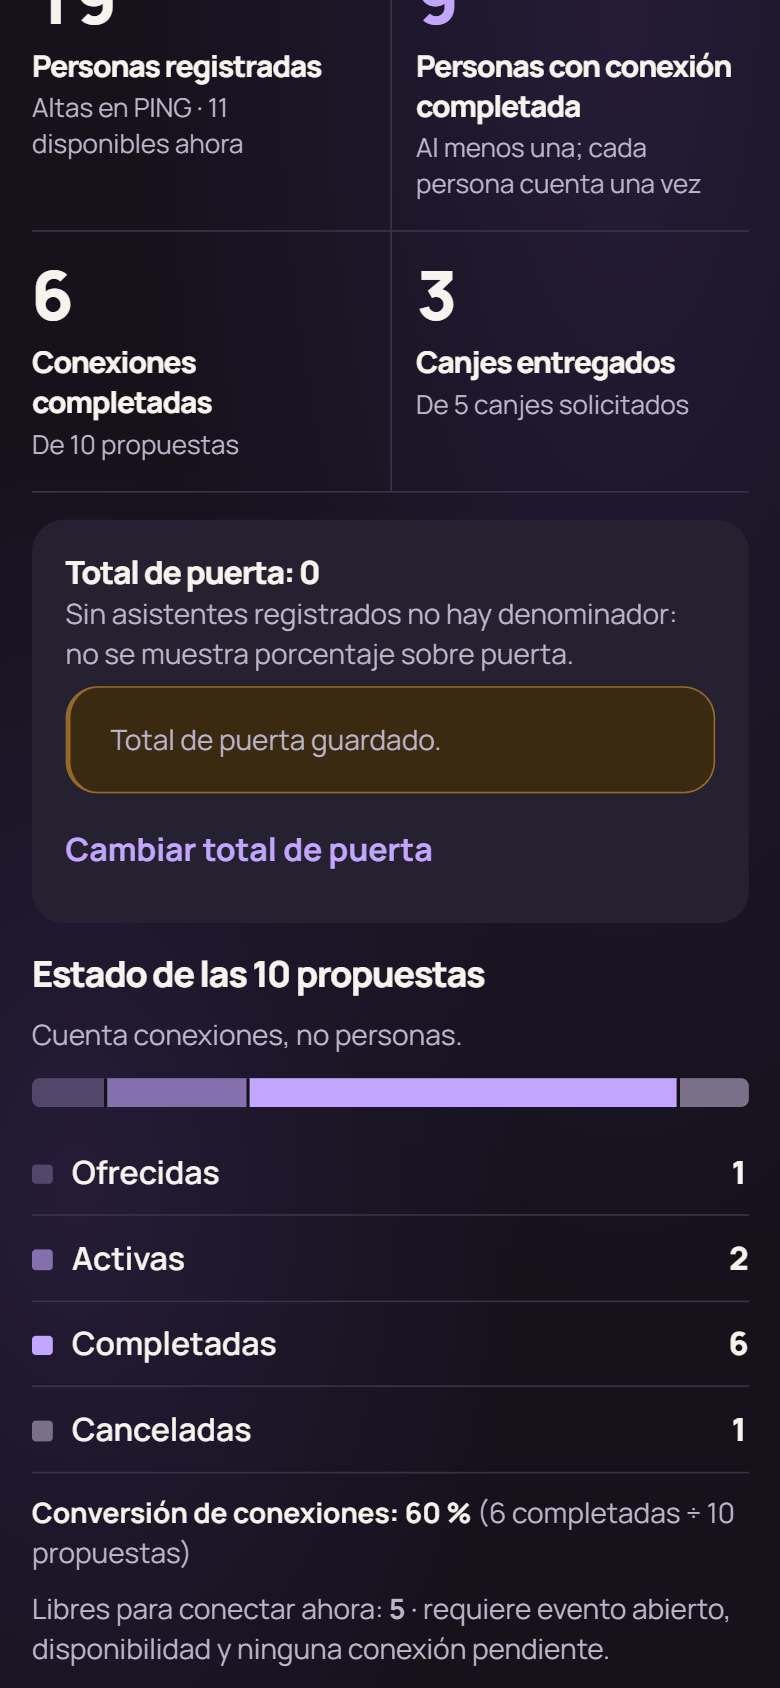 19
9
Personas registradas
Altas en PING · 11
disponibles ahora
Personas con conexión
completada
Al menos una; cada
persona cuenta una vez
6
Conexiones
completadas
De 10 propuestas
3
Canjes entregados
De 5 canjes solicitados
Total de puerta: 0
Sin asistentes registrados no hay denominador:
no se muestra porcentaje sobre puerta.
Total de puerta guardado.
Cambiar total de puerta
Estado de las 10 propuestas
Cuenta conexiones, no personas.
Ofrecidas 1
Activas 2
Completadas 6
Canceladas 1
Conversión de conexiones: 60 % (6 completadas ÷ 10
propuestas)
Libres para conectar ahora: 5 · requiere evento abierto,
disponibilidad y ninguna conexión pendiente.